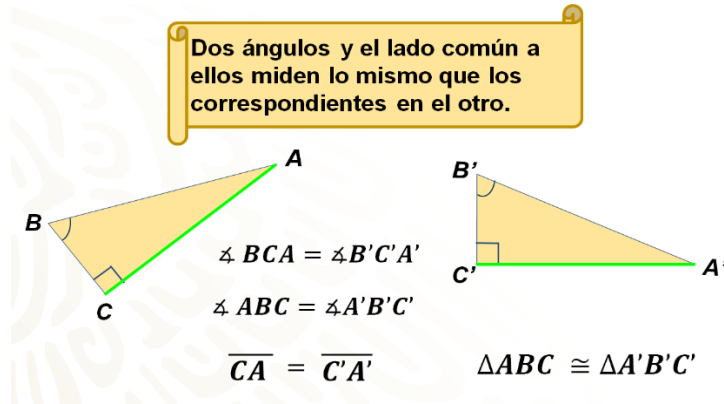 Dos ángulos y el lado común a
ellos miden lo mismo que los
correspondientes en el otro.
A
B
C
B'
C'
A'
∡ BCA = ∡B'C'A'
∡ ABC = ∡A'B'C'
C͞A͞ = C͞'͞A͞'͞
ΔABC ≅ ΔA'B'C'